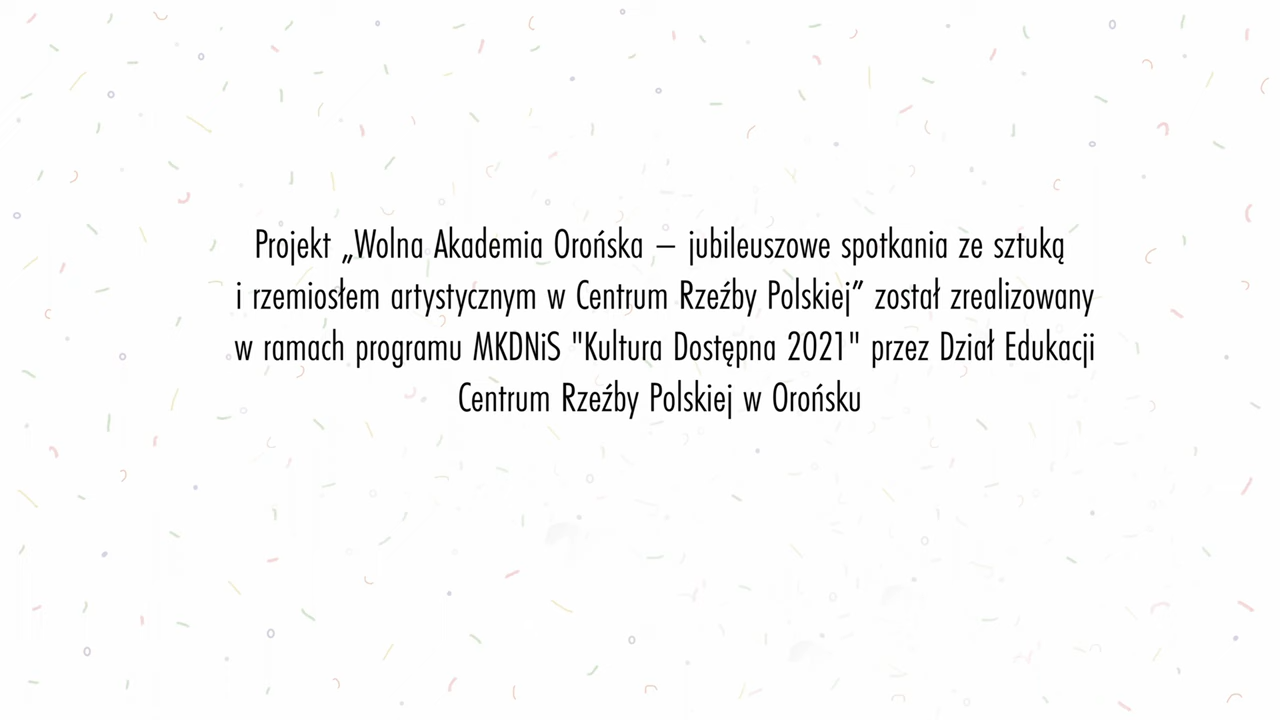 Projekt „Wolna Akademia Orońska – jubileuszowe spotkania ze sztuką
i rzemiosłem artystycznym w Centrum Rzeźby Polskiej” został zrealizowany
w ramach programu MKDNiS "Kultura Dostępna 2021" przez Dział Edukacji
Centrum Rzeźby Polskiej w Orońsku